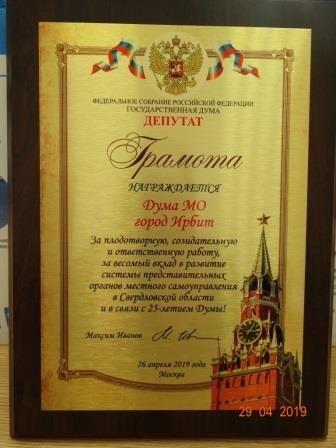 ФЕДЕРАЛЬНОЕ СОБРАНИЕ РОССИЙСКОЙ ФЕДЕРАЦИИ
ГОСУДАРСТВЕННАЯ ДУМА
ДЕПУТАТ
Грамота
НАГРАЖДАЕТСЯ
Дума МО
город Ирбит
За плодотворную, созидательную
и ответственную работу,
за весомый вклад в развитие
системы представительных
органов местного самоуправления
в Свердловской области
и в связи с 25-летием Думы!
Максим Иванов
26 апреля 2019 года
Москва
29 04 2019